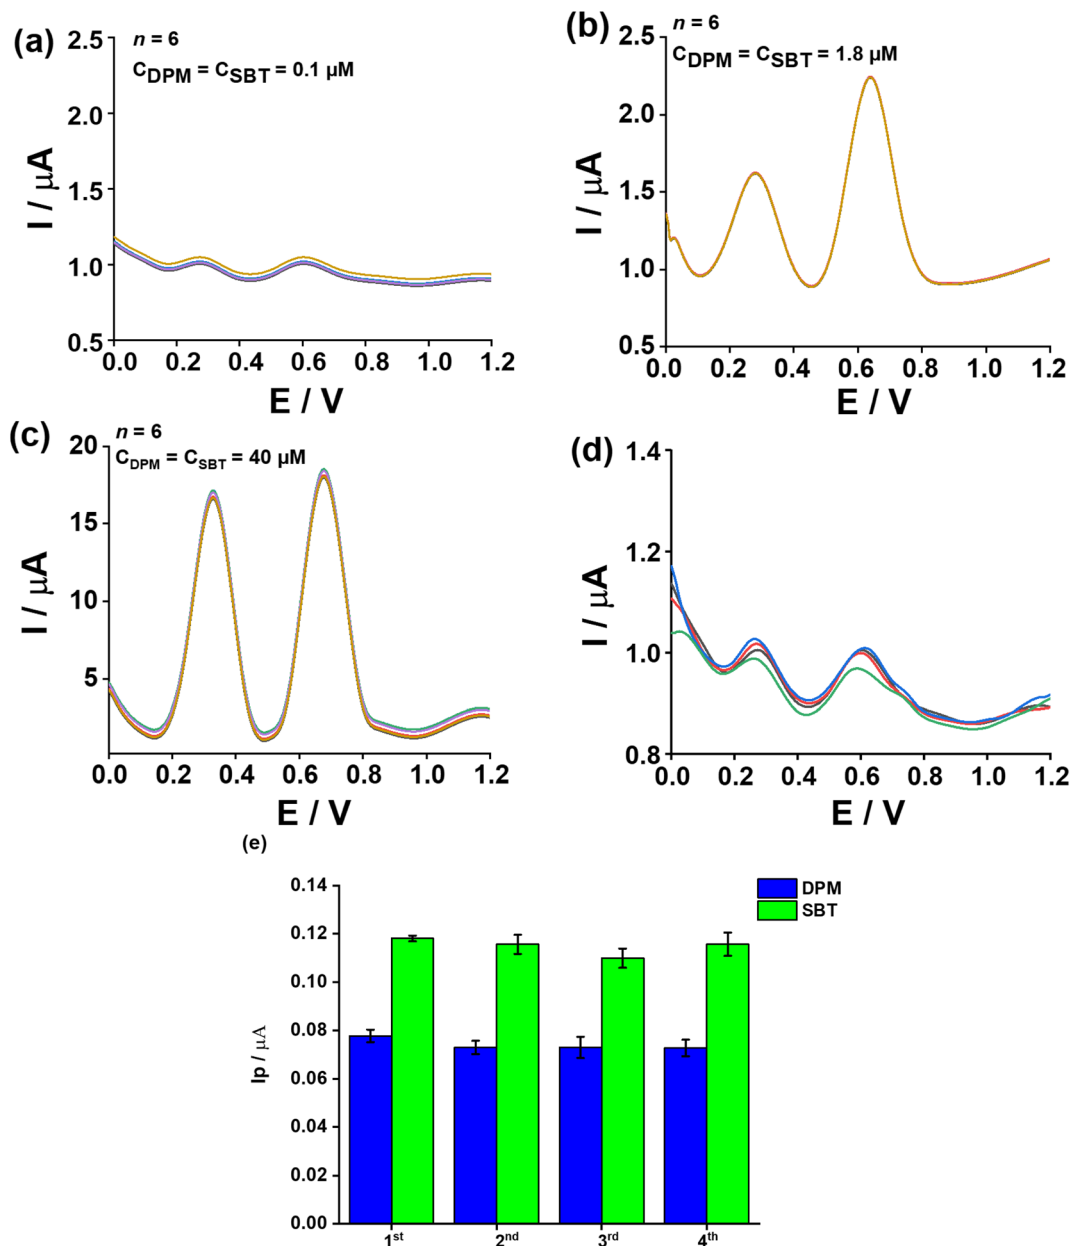 (a)
n = 6
CDPM = CSBT = 0.1 µM
2.5
2.0
1.5
1.0
0.5
I / µA
0.0 0.2 0.4 0.6 0.8 1.0 1.2
E / V
(b)
n = 6
CDPM = CSBT = 1.8 µM
2.5
2.0
1.5
1.0
0.5
I / µA
0.0 0.2 0.4 0.6 0.8 1.0 1.2
E / V
(c)
n = 6
CDPM = CSBT = 40 µM
20
15
10
5
I / µA
0.0 0.2 0.4 0.6 0.8 1.0 1.2
E / V
(d)
1.4
1.2
1.0
0.8
I / µA
0.0 0.2 0.4 0.6 0.8 1.0 1.2
E / V
(e)
DPM
SBT
0.14
0.12
0.10
0.08
0.06
0.04
0.02
0.00
Ip / µA
1st 2nd 3rd 4th